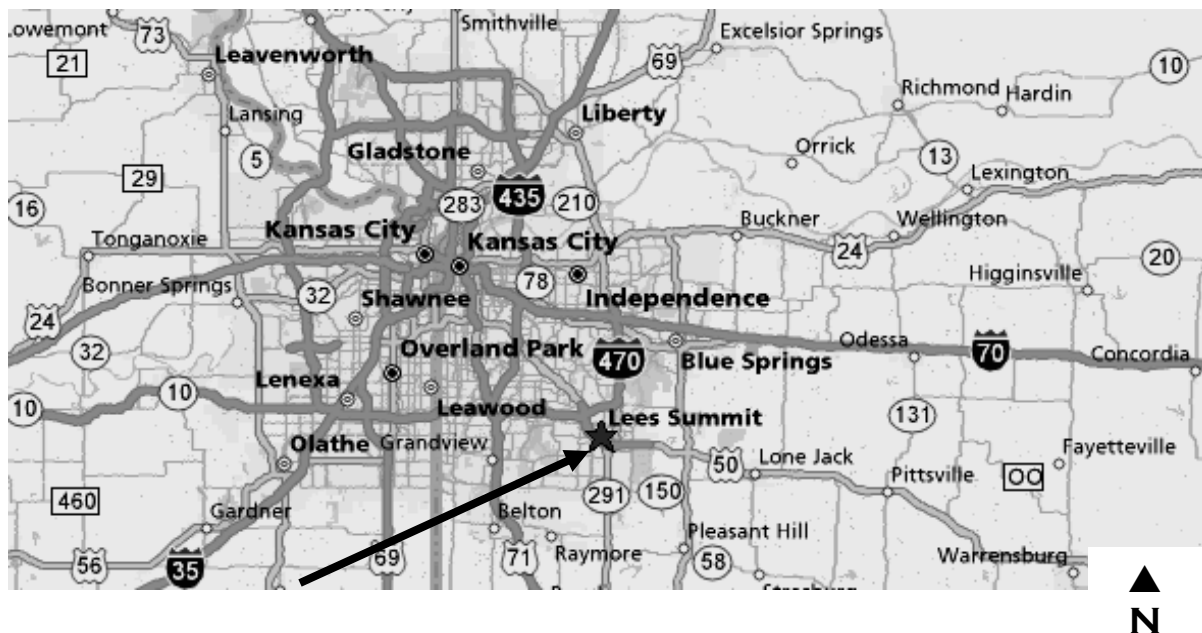 Smithville
Lowemont
73
Excelsior Springs
Leavenworth
21
69
10
Richmond
Hardin
Lansing
Liberty
Orrick
Gladstone
5
13
29
Lexington
435
283
210
16
Buckner
Wellington
Kansas City
Kansas City
Tonganoxie
24
20
Higginsville
78
Bonner Springs
32
Shawnee
Independence
24
Odessa
70
Overland Park
470
Blue Springs
Concordia
32
Lenexa
10
10
Leawood
Lees Summit
131
Olathe
Grandview
Fayetteville
50
Lone Jack
Pittsville
OO
460
291
150
Gardner
Belton
Pleasant Hill
Raymore
56
35
69
71
58
Warrensburg
N